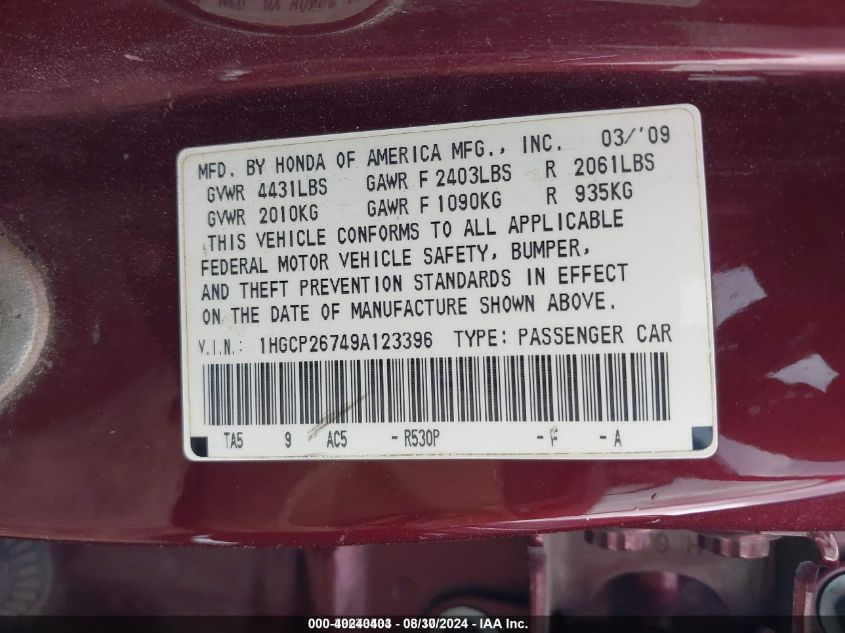 MFD. BY HONDA OF AMERICA MFG., INC. 03/'09
GVWR 4431LBS GAWR F 2403LBS R 2061LBS
GVWR 2010KG GAWR F 1090KG R 935KG
THIS VEHICLE CONFORMS TO ALL APPLICABLE
FEDERAL MOTOR VEHICLE SAFETY, BUMPER,
AND THEFT PREVENTION STANDARDS IN EFFECT
ON THE DATE OF MANUFACTURE SHOWN ABOVE.
V.I.N.: 1HGCP26749A123396 TYPE: PASSENGER CAR
TA5 9 AC5 - R530P - F - A
000-40240403 - 08/30/2024 - IAA Inc.